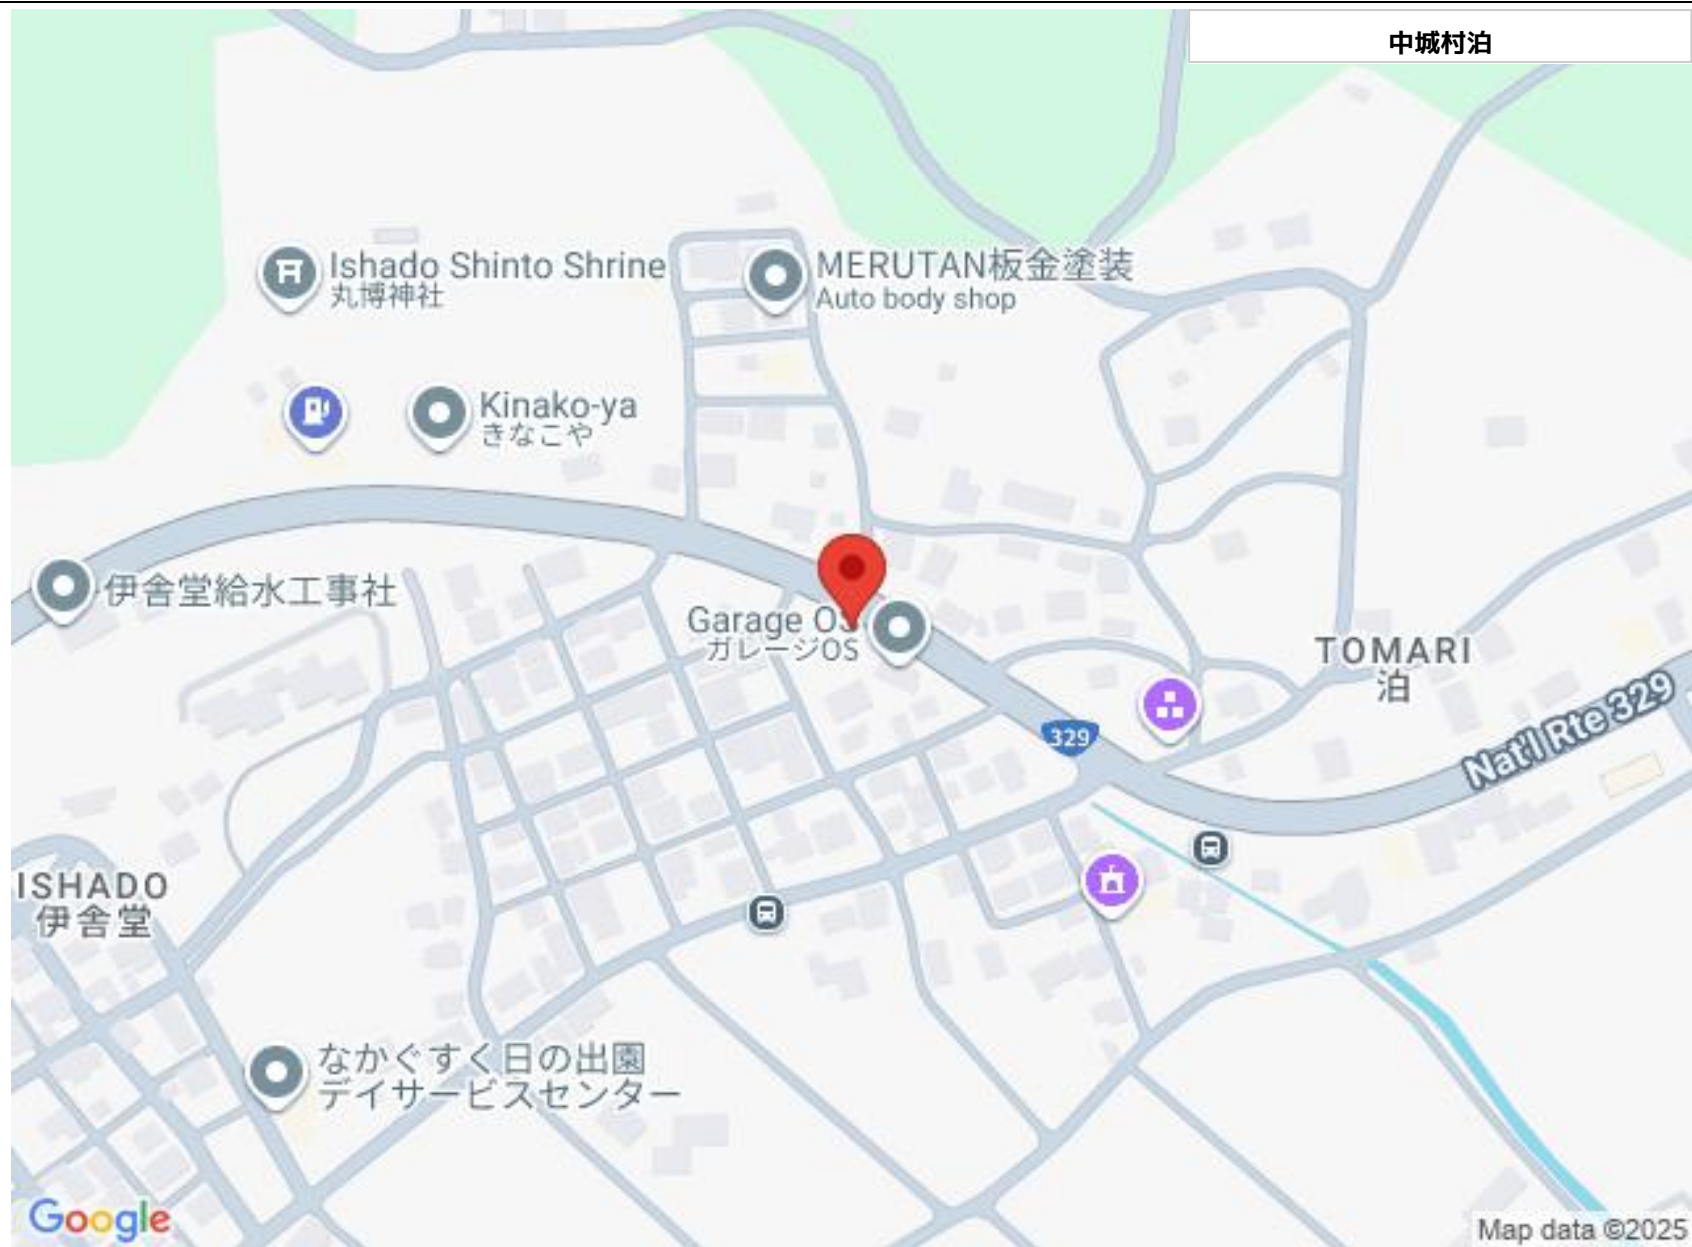 中城村泊
Ishado Shinto Shrine
丸博神社
MERUTAN板金塗装
Auto body shop
Kinako-ya
きなこや
伊舎堂給水工事社
Garage OS
ガレージOS
TOMARI
泊
329
Nat'l Rte 329
ISHADO
伊舎堂
なかぐすく日の出園
デイサービスセンター
Google
Map data ©2025